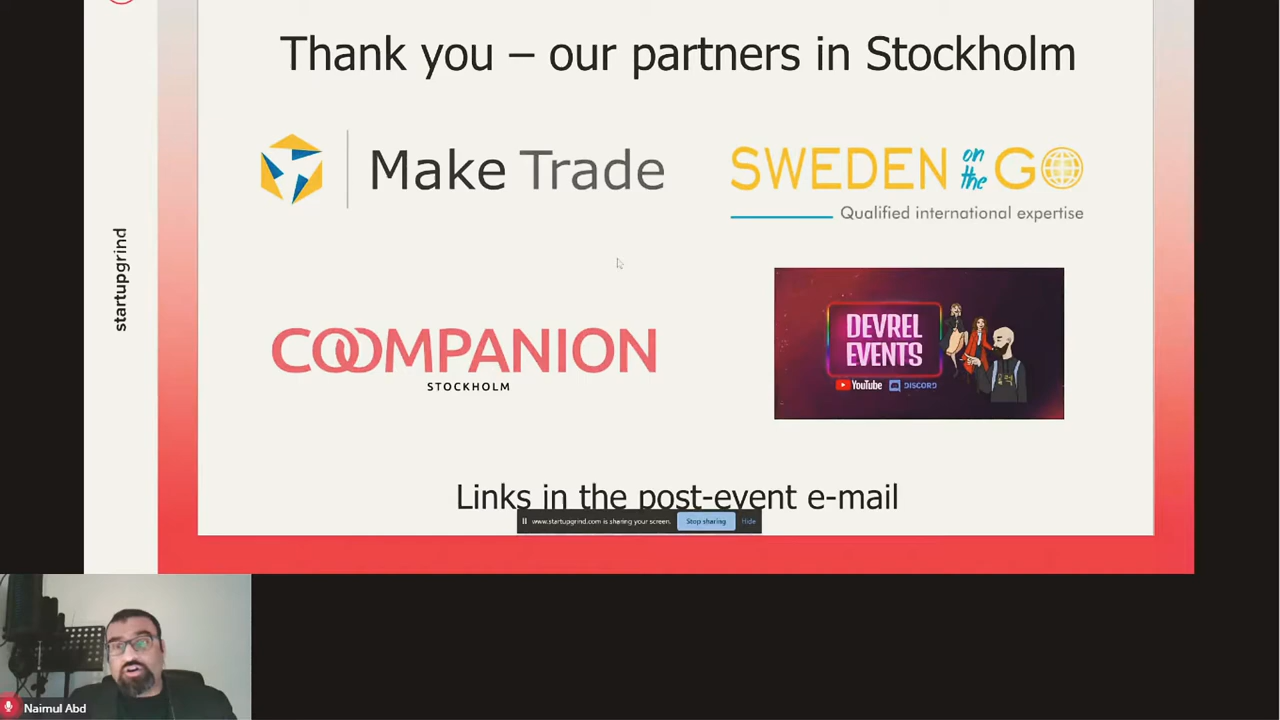 Thank you – our partners in Stockholm
Make Trade
SWEDEN on the GO
Qualified international expertise
startupgrind
COOMPANION
STOCKHOLM
DEVREL
EVENTS
YouTube DISCORD
Links in the post-event e-mail
www.startupgrind.com is sharing your screen. Stop sharing Hide
Naimul Abd